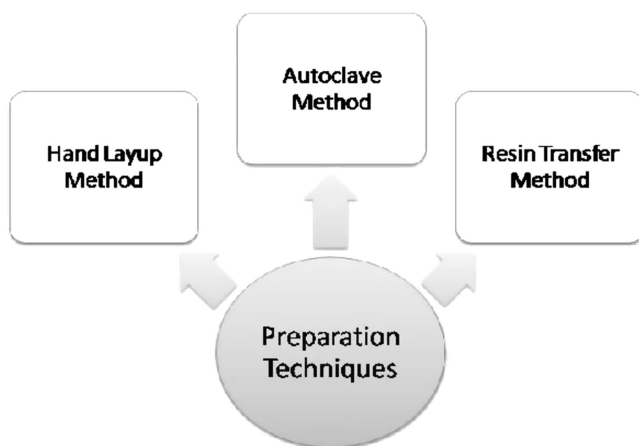 Autoclave
Method
Hand Layup
Method
Resin Transfer
Method
Preparation
Techniques